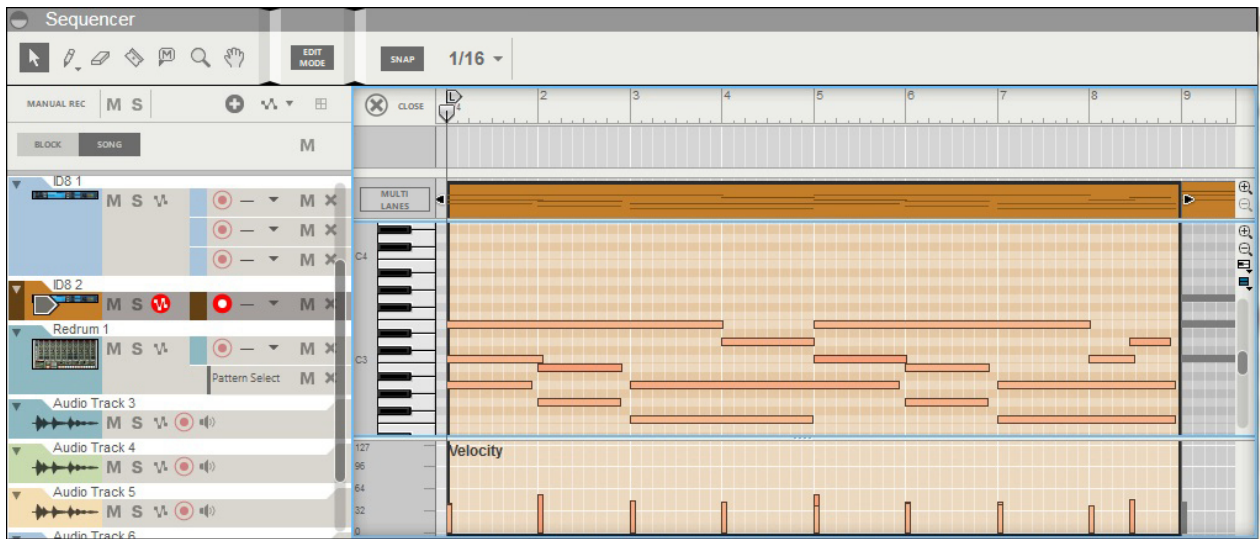 Sequencer
M
EDIT
MODE
SNAP
1/16
MANUAL REC
M S
CLOSE
L
2
3
4
5
6
7
8
9
BLOCK
SONG
M
ID8 1
M S
M
MULTI
LANES
M
M
C4
ID8 2
M S
M
Redrum 1
M S
M
C3
Pattern Select
M
Audio Track 3
M S
Audio Track 4
M S
127
Velocity
96
Audio Track 5
64
M S
32
0
Audio Track 6